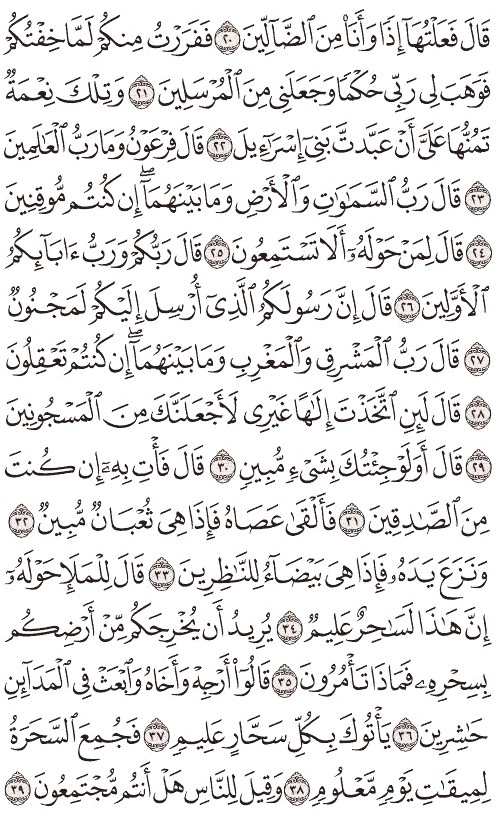 قَالَ فَعَلْتُهَآ إِذًا وَأَنَا۠ مِنَ ٱلضَّآلِّينَ ٢٠ فَفَرَرْتُ مِنكُمْ لَمَّا خِفْتُكُمْ
فَوَهَبَ لِى رَبِّى حُكْمًا وَجَعَلَنِى مِنَ ٱلْمُرْسَلِينَ ٢١ وَتِلْكَ نِعْمَةٌ
تَمُنُّهَا عَلَىَّ أَنْ عَبَّدتَّ بَنِىٓ إِسْرَٰٓءِيلَ ٢٢ قَالَ فِرْعَوْنُ وَمَا رَبُّ ٱلْعَٰلَمِينَ
٢٣ قَالَ رَبُّ ٱلسَّمَٰوَٰتِ وَٱلْأَرْضِ وَمَا بَيْنَهُمَآ ۖ إِن كُنتُم مُّوقِنِينَ
٢٤ قَالَ لِمَنْ حَوْلَهُۥٓ أَلَا تَسْتَمِعُونَ ٢٥ قَالَ رَبُّكُمْ وَرَبُّ ءَابَآئِكُمُ
ٱلْأَوَّلِينَ ٢٦ قَالَ إِنَّ رَسُولَكُمُ ٱلَّذِىٓ أُرْسِلَ إِلَيْكُمْ لَمَجْنُونٌ
٢٧ قَالَ رَبُّ ٱلْمَشْرِقِ وَٱلْمَغْرِبِ وَمَا بَيْنَهُمَآ ۖ إِن كُنتُمْ تَعْقِلُونَ
٢٨ قَالَ لَئِنِ ٱتَّخَذْتَ إِلَٰهًا غَيْرِى لَأَجْعَلَنَّكَ مِنَ ٱلْمَسْجُونِينَ
٢٩ قَالَ أَوَلَوْ جِئْتُكَ بِشَىْءٍ مُّبِينٍ ٣٠ قَالَ فَأْتِ بِهِۦٓ إِن كُنتَ
مِنَ ٱلصَّٰدِقِينَ ٣١ فَأَلْقَىٰ عَصَاهُ فَإِذَا هِىَ ثُعْبَانٌ مُّبِينٌ ٣٢
وَنَزَعَ يَدَهُۥ فَإِذَا هِىَ بَيْضَآءُ لِلنَّٰظِرِينَ ٣٣ قَالَ لِلْمَلَإِ حَوْلَهُۥٓ
إِنَّ هَٰذَا لَسَٰحِرٌ عَلِيمٌ ٣٤ يُرِيدُ أَن يُخْرِجَكُم مِّنْ أَرْضِكُم
بِسِحْرِهِۦ فَمَاذَا تَأْمُرُونَ ٣٥ قَالُوٓا۟ أَرْجِهْ وَأَخَاهُ وَٱبْعَثْ فِى ٱلْمَدَآئِنِ
حَٰشِرِينَ ٣٦ يَأْتُوكَ بِكُلِّ سَحَّارٍ عَلِيمٍ ٣٧ فَجُمِعَ ٱلسَّحَرَةُ
لِمِيقَٰتِ يَوْمٍ مَّعْلُومٍ ٣٨ وَقِيلَ لِلنَّاسِ هَلْ أَنتُم مُّجْتَمِعُونَ ٣٩